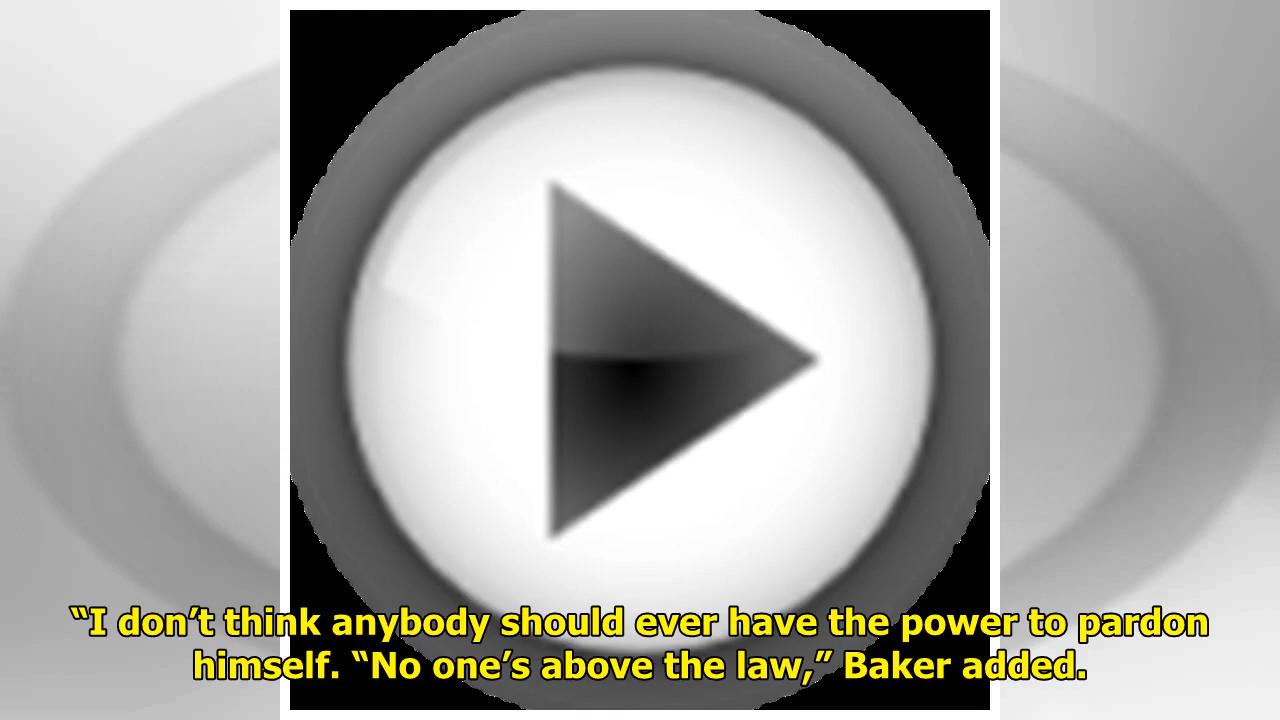 “I don’t think anybody should ever have the power to pardon
himself. “No one’s above the law,” Baker added.